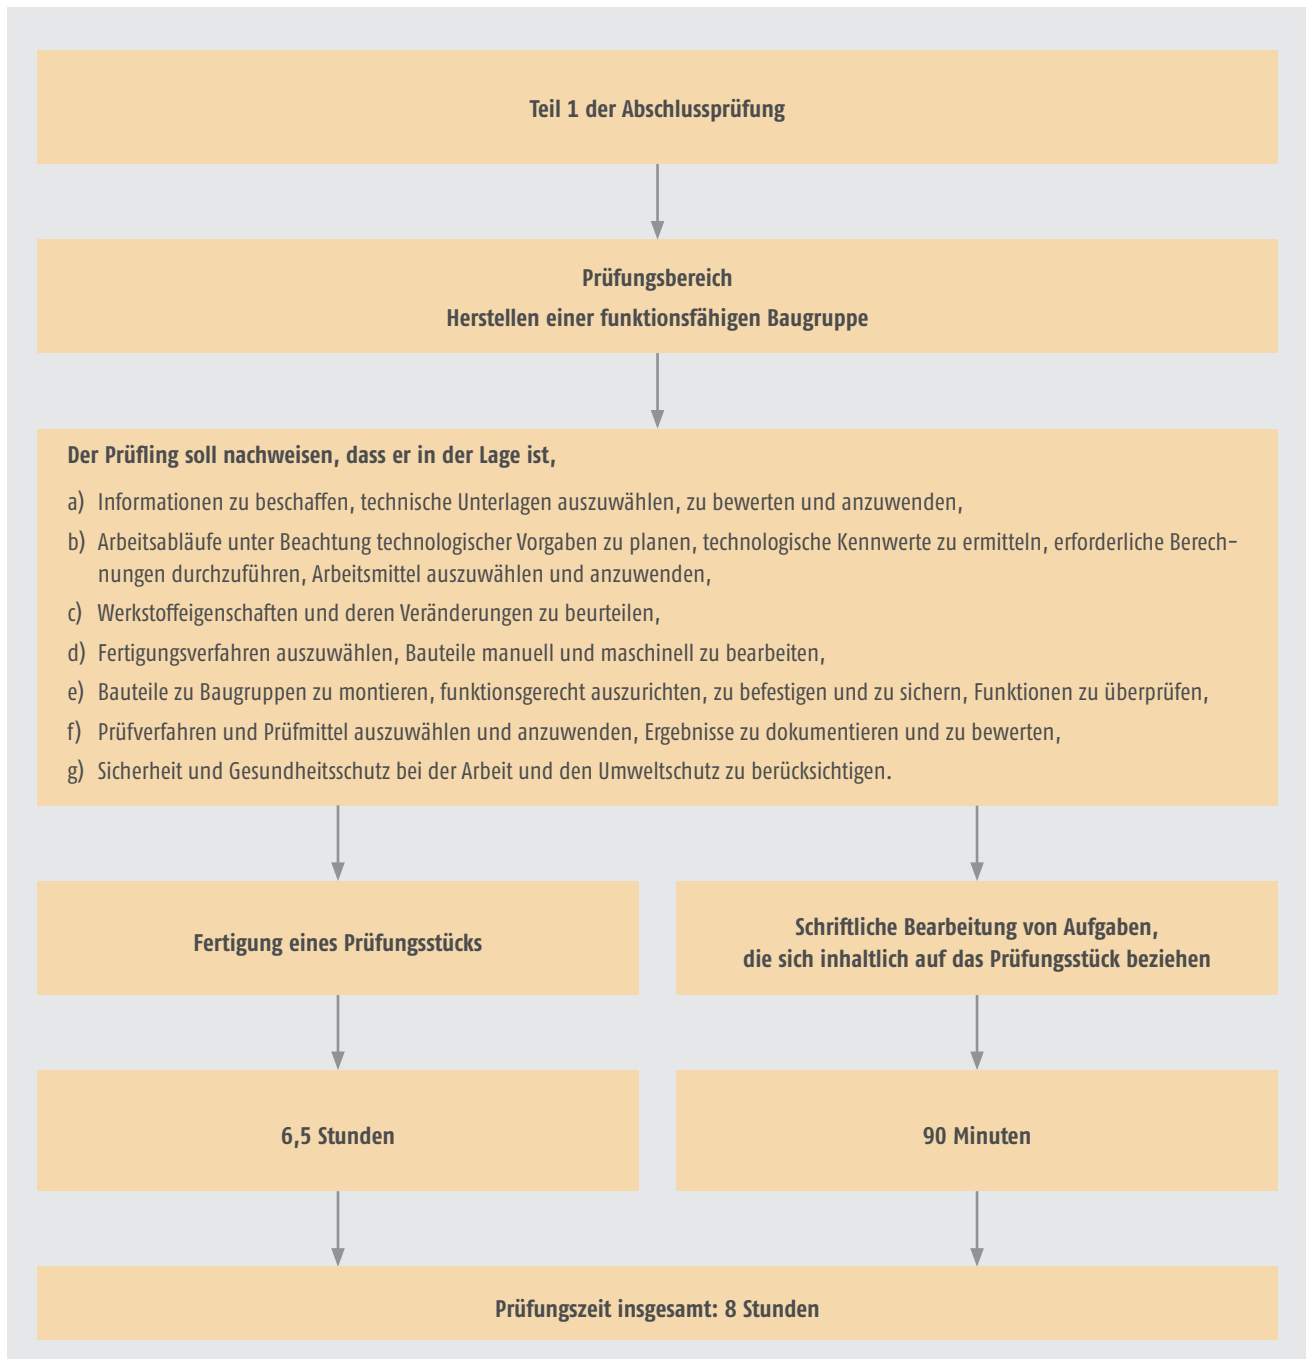 Teil 1 der Abschlussprüfung
Prüfungsbereich
Herstellen einer funktionsfähigen Baugruppe
Der Prüfling soll nachweisen, dass er in der Lage ist,
a) Informationen zu beschaffen, technische Unterlagen auszuwählen, zu bewerten und anzuwenden,
b) Arbeitsabläufe unter Beachtung technologischer Vorgaben zu planen, technologische Kennwerte zu ermitteln, erforderliche Berech-
nungen durchzuführen, Arbeitsmittel auszuwählen und anzuwenden,
c) Werkstoffeigenschaften und deren Veränderungen zu beurteilen,
d) Fertigungsverfahren auszuwählen, Bauteile manuell und maschinell zu bearbeiten,
e) Bauteile zu Baugruppen zu montieren, funktionsgerecht auszurichten, zu befestigen und zu sichern, Funktionen zu überprüfen,
f) Prüfverfahren und Prüfmittel auszuwählen und anzuwenden, Ergebnisse zu dokumentieren und zu bewerten,
g) Sicherheit und Gesundheitsschutz bei der Arbeit und den Umweltschutz zu berücksichtigen.
Fertigung eines Prüfungsstücks
Schriftliche Bearbeitung von Aufgaben,
die sich inhaltlich auf das Prüfungsstück beziehen
6,5 Stunden
90 Minuten
Prüfungszeit insgesamt: 8 Stunden